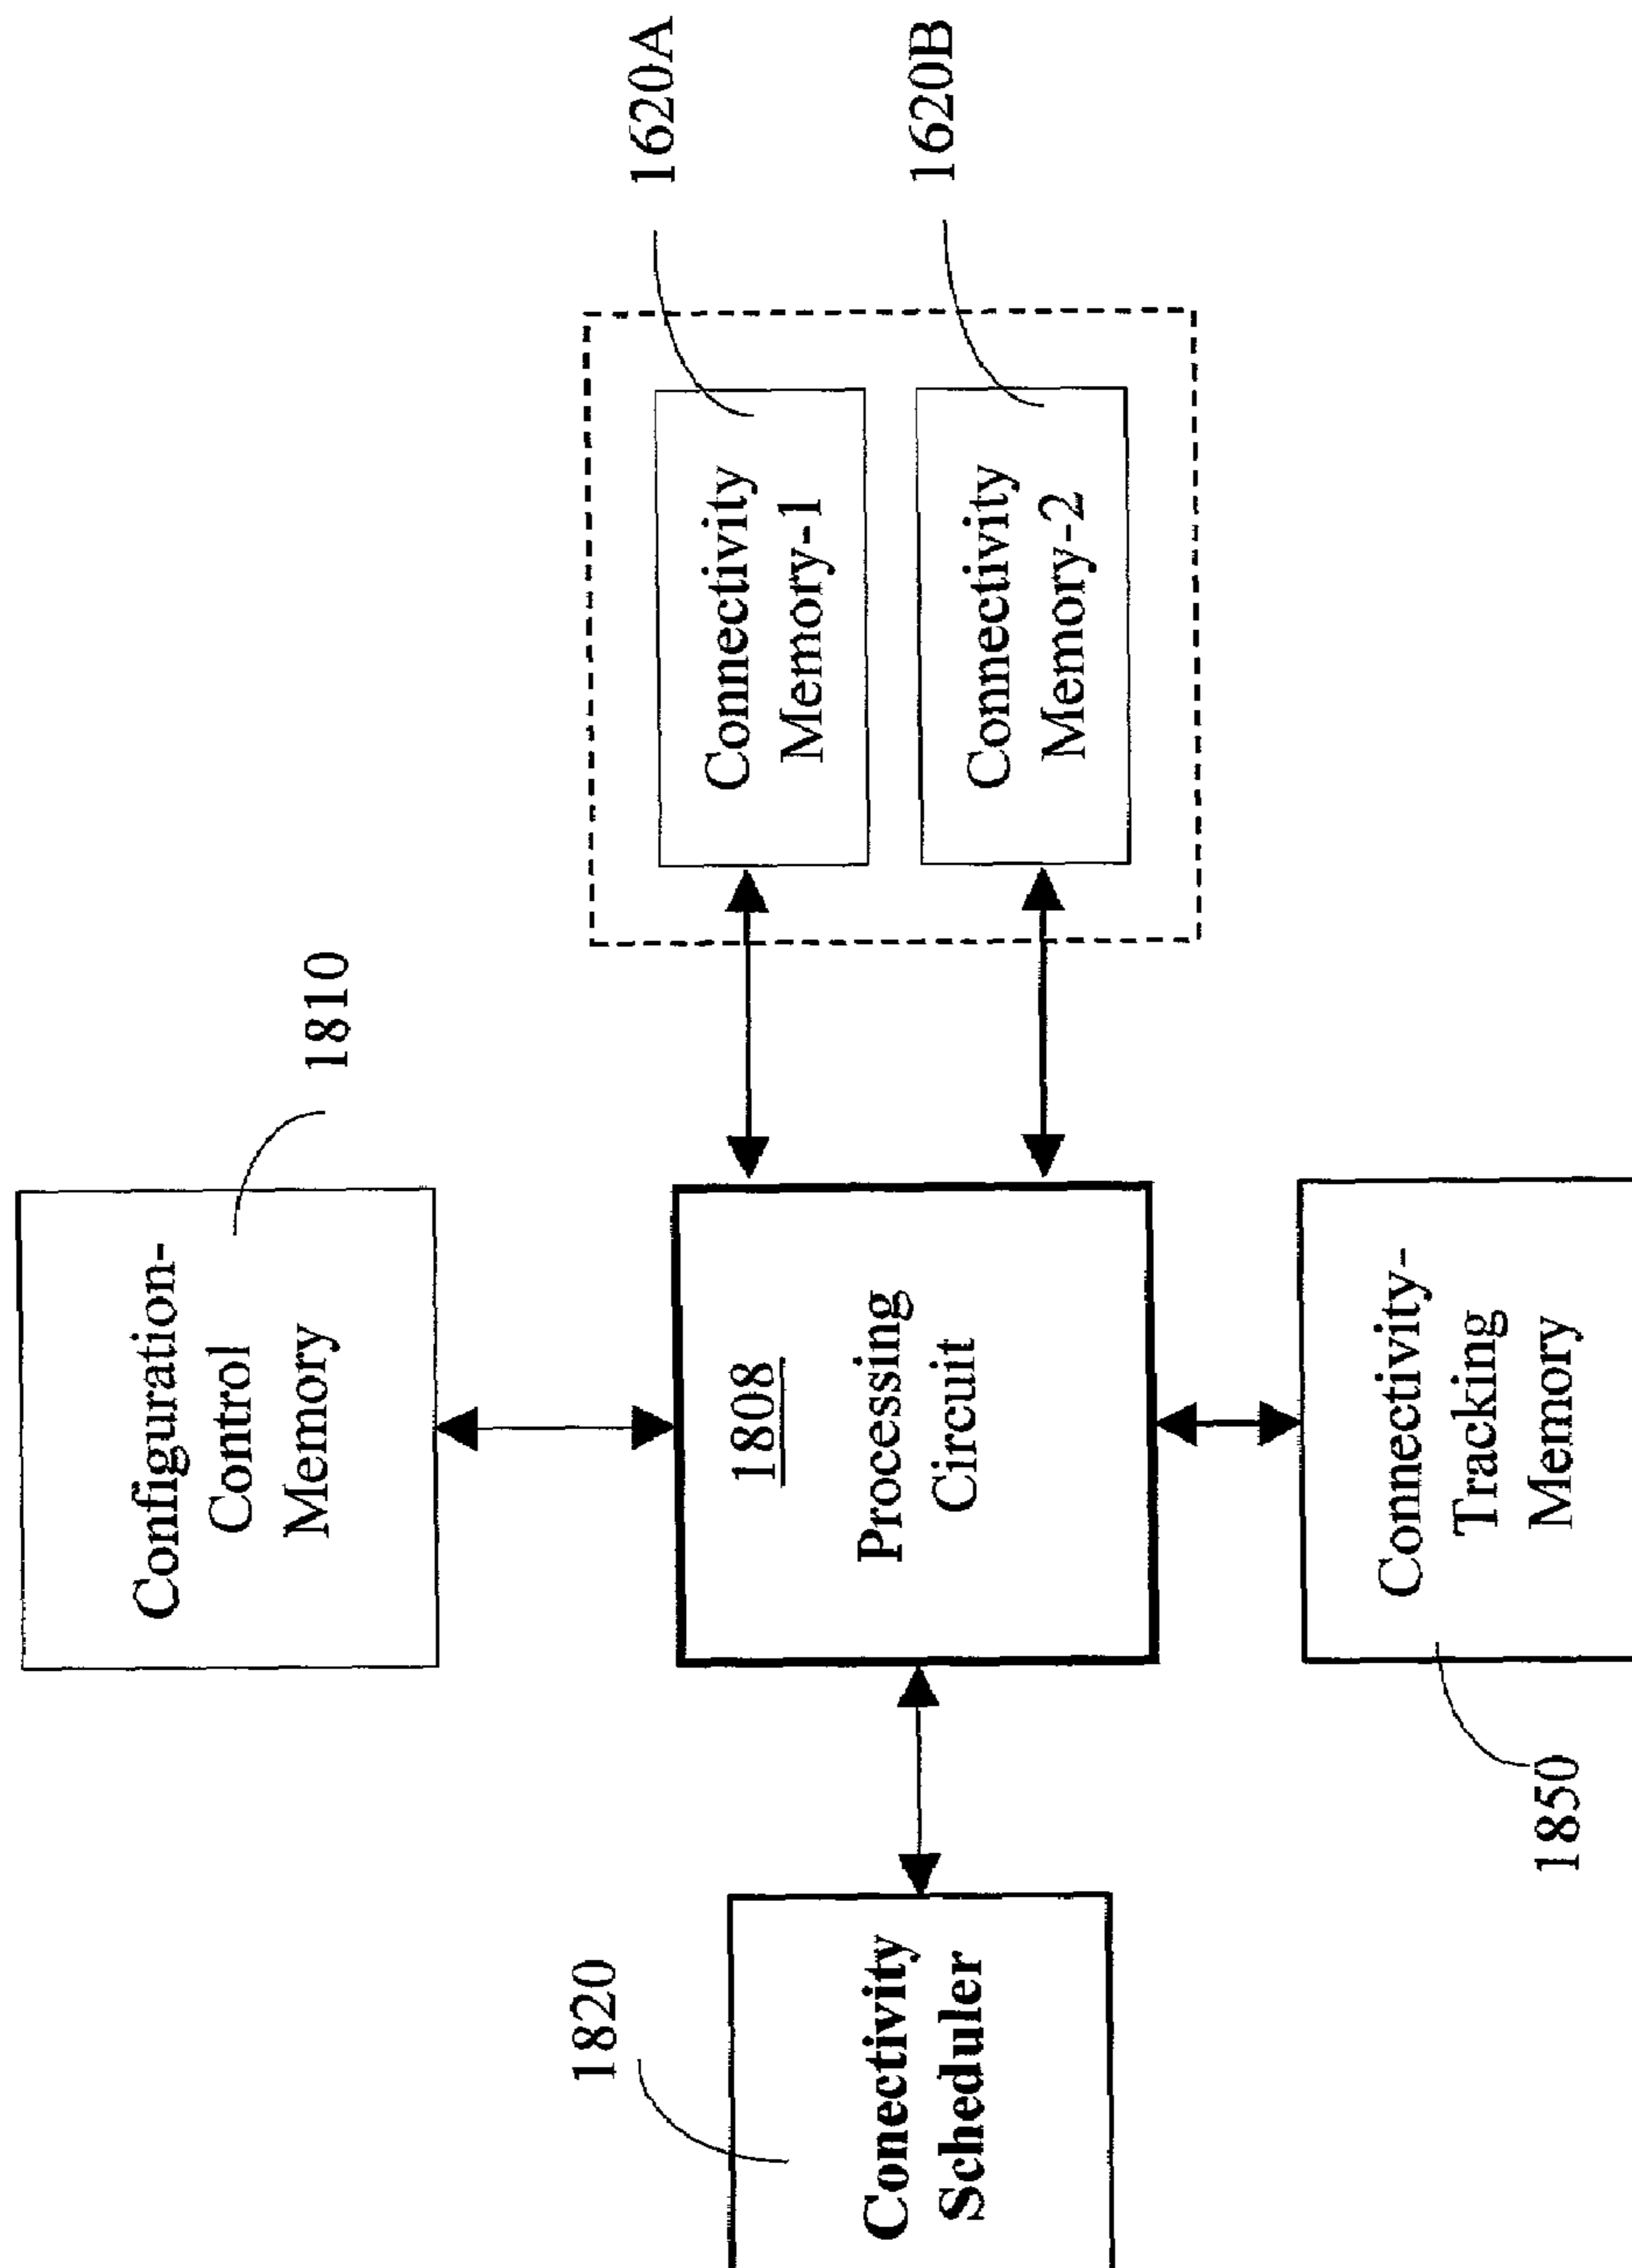 Configuration-
Control
Memory
1810
1820
Conectivity
Scheduler
1808
Processing
Circuit
1620A
Connectivity
Memory-1
1620B
Connectivity
Memory-2
Connectivity-
Tracking
Memory
1850